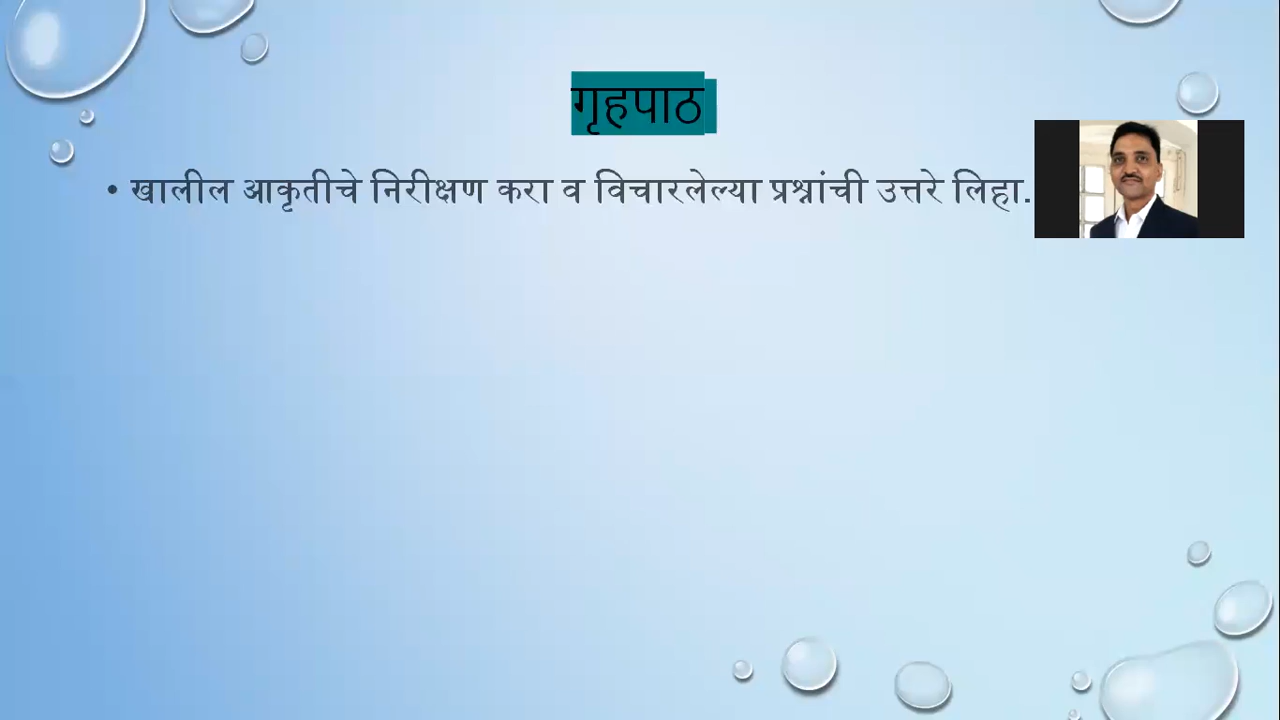 गृहपाठ
• खालील आकृतीचे निरीक्षण करा व विचारलेल्या प्रश्नांची उत्तरे लिहा.